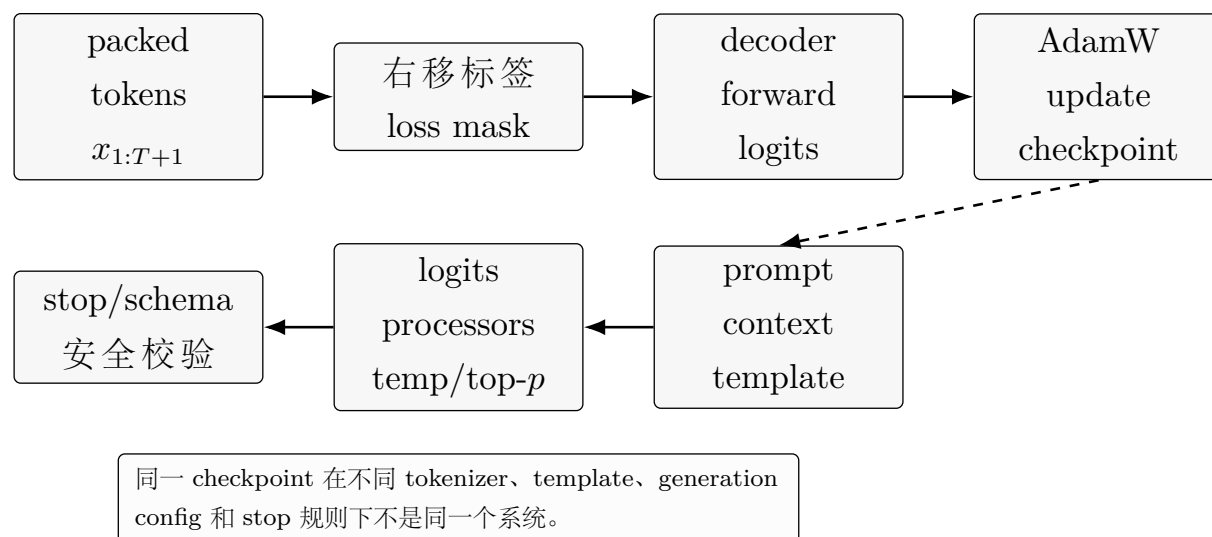 packed
tokens
x_{1:T+1}
右移标签
loss mask
decoder
forward
logits
AdamW
update
checkpoint
stop/schema
安全校验
logits
processors
temp/top-p
prompt
context
template
同一 checkpoint 在不同 tokenizer、template、generation
config 和 stop 规则下不是同一个系统。